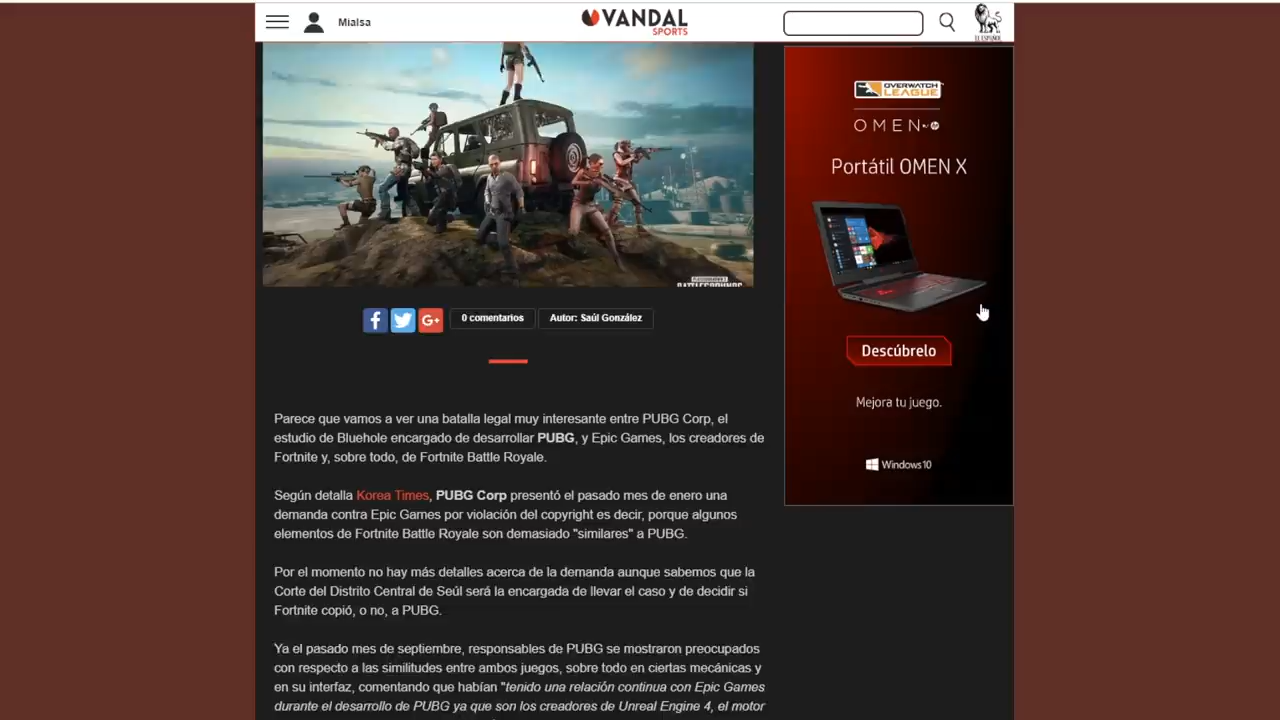 Mialsa
VANDAL
SPORTS
EL ESPAÑOL
OVERWATCH
LEAGUE
OMEN
hp
Portátil OMEN X
BATTLEGROUNDS
0 comentarios
Autor: Saúl González
Descúbrelo
Mejora tu juego.
Windows 10
Parece que vamos a ver una batalla legal muy interesante entre PUBG Corp, el
estudio de Bluehole encargado de desarrollar PUBG, y Epic Games, los creadores de
Fortnite y, sobre todo, de Fortnite Battle Royale.
Según detalla Korea Times, PUBG Corp presentó el pasado mes de enero una
demanda contra Epic Games por violación del copyright es decir, porque algunos
elementos de Fortnite Battle Royale son demasiado "similares" a PUBG.
Por el momento no hay más detalles acerca de la demanda aunque sabemos que la
Corte del Distrito Central de Seúl será la encargada de llevar el caso y de decidir si
Fortnite copió, o no, a PUBG.
Ya el pasado mes de septiembre, responsables de PUBG se mostraron preocupados
con respecto a las similitudes entre ambos juegos, sobre todo en ciertas mecánicas y
en su interfaz, comentando que habían "tenido una relación continua con Epic Games
durante el desarrollo de PUBG ya que son los creadores de Unreal Engine 4, el motor